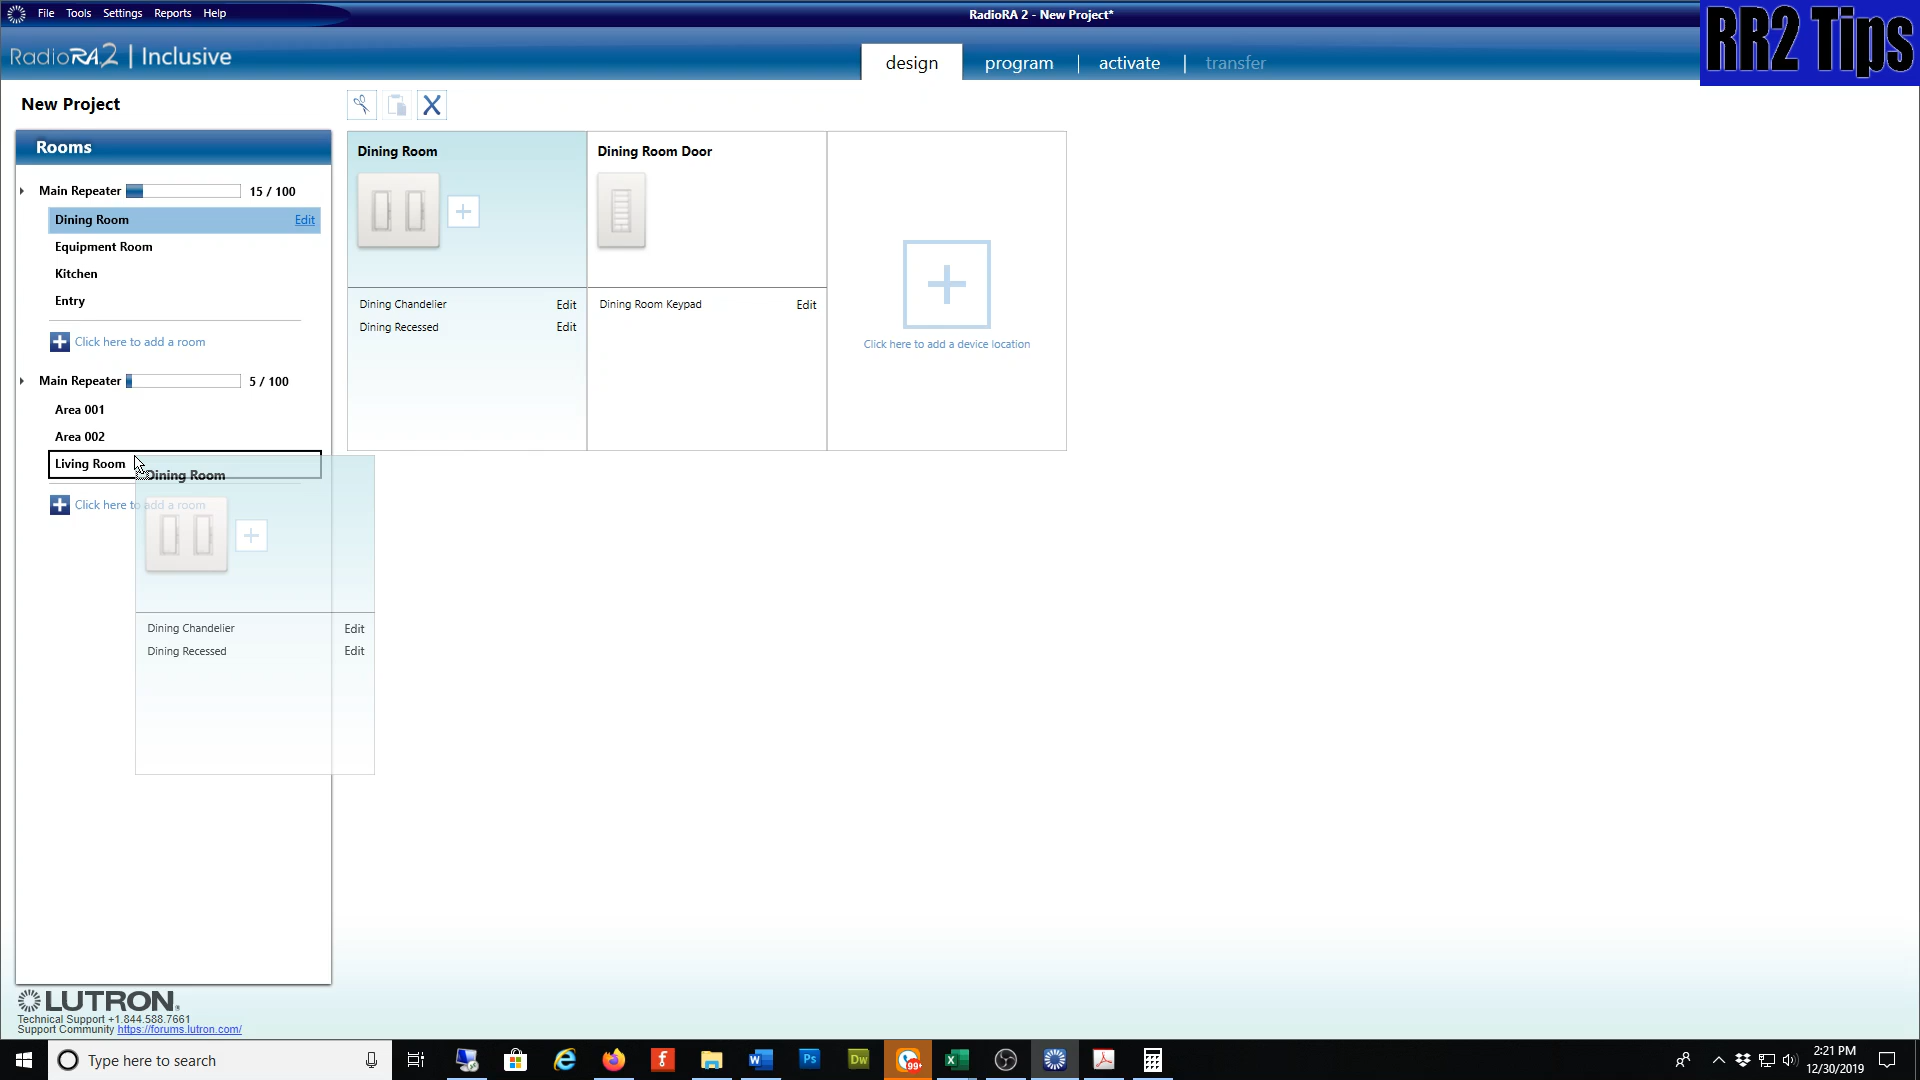 File Tools Settings Reports Help
RadioRA 2 - New Project*
RR2 Tips
RadioRA 2 | Inclusive
design
program
activate
transfer
New Project
Rooms
Main Repeater 15 / 100
Dining Room Edit
Equipment Room
Kitchen
Entry
Click here to add a room
Main Repeater 5 / 100
Area 001
Area 002
Living Room
Click here to add a room
Dining Room
Dining Chandelier Edit
Dining Recessed Edit
Dining Room Door
Dining Room Keypad Edit
Click here to add a device location
Dining Room
Dining Chandelier Edit
Dining Recessed Edit
LUTRON
Technical Support +1.844.588.7661
Support Community https://forums.lutron.com/
Type here to search
Ps
Dw
99+
2:21 PM
12/30/2019